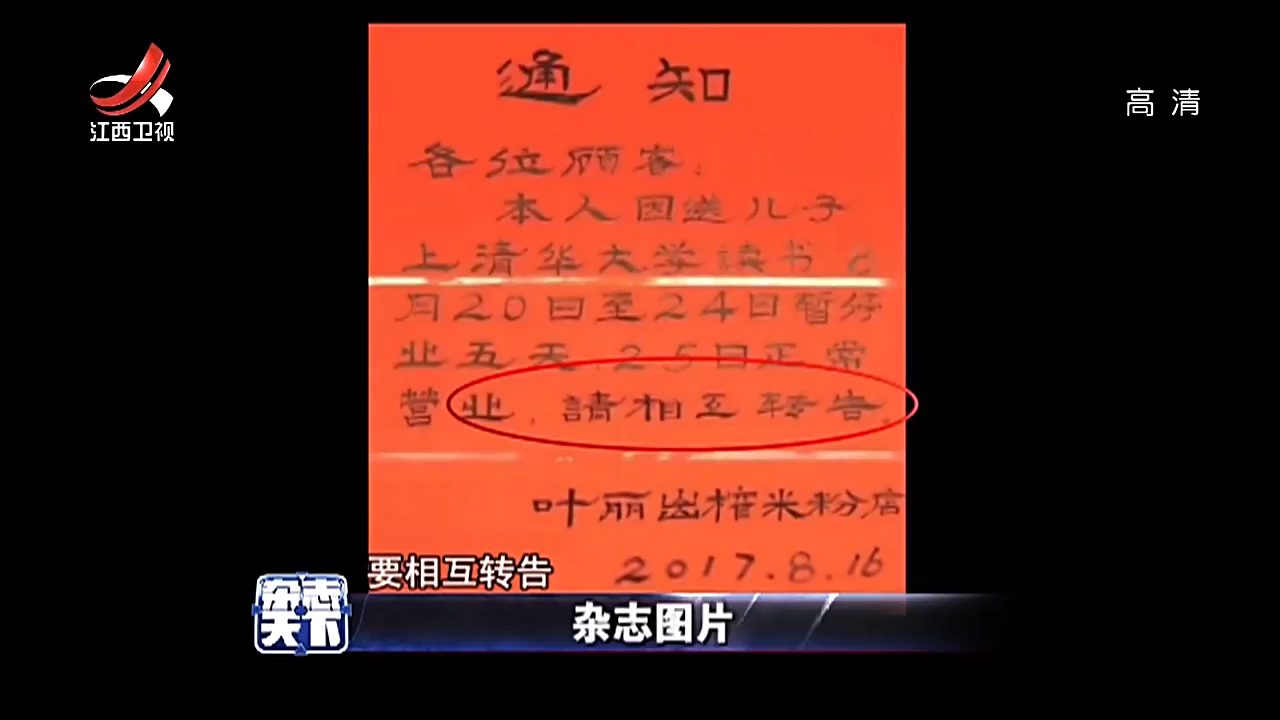 江西卫视
高清
通知
各位顾客:
本人因送儿子
上清华大学读书8
月20日至24日暂停
业五天,25日正常
营业,請相互转告。
叶丽出榨米粉店
2017.8.16
要相互转告
杂志天下
杂志图片